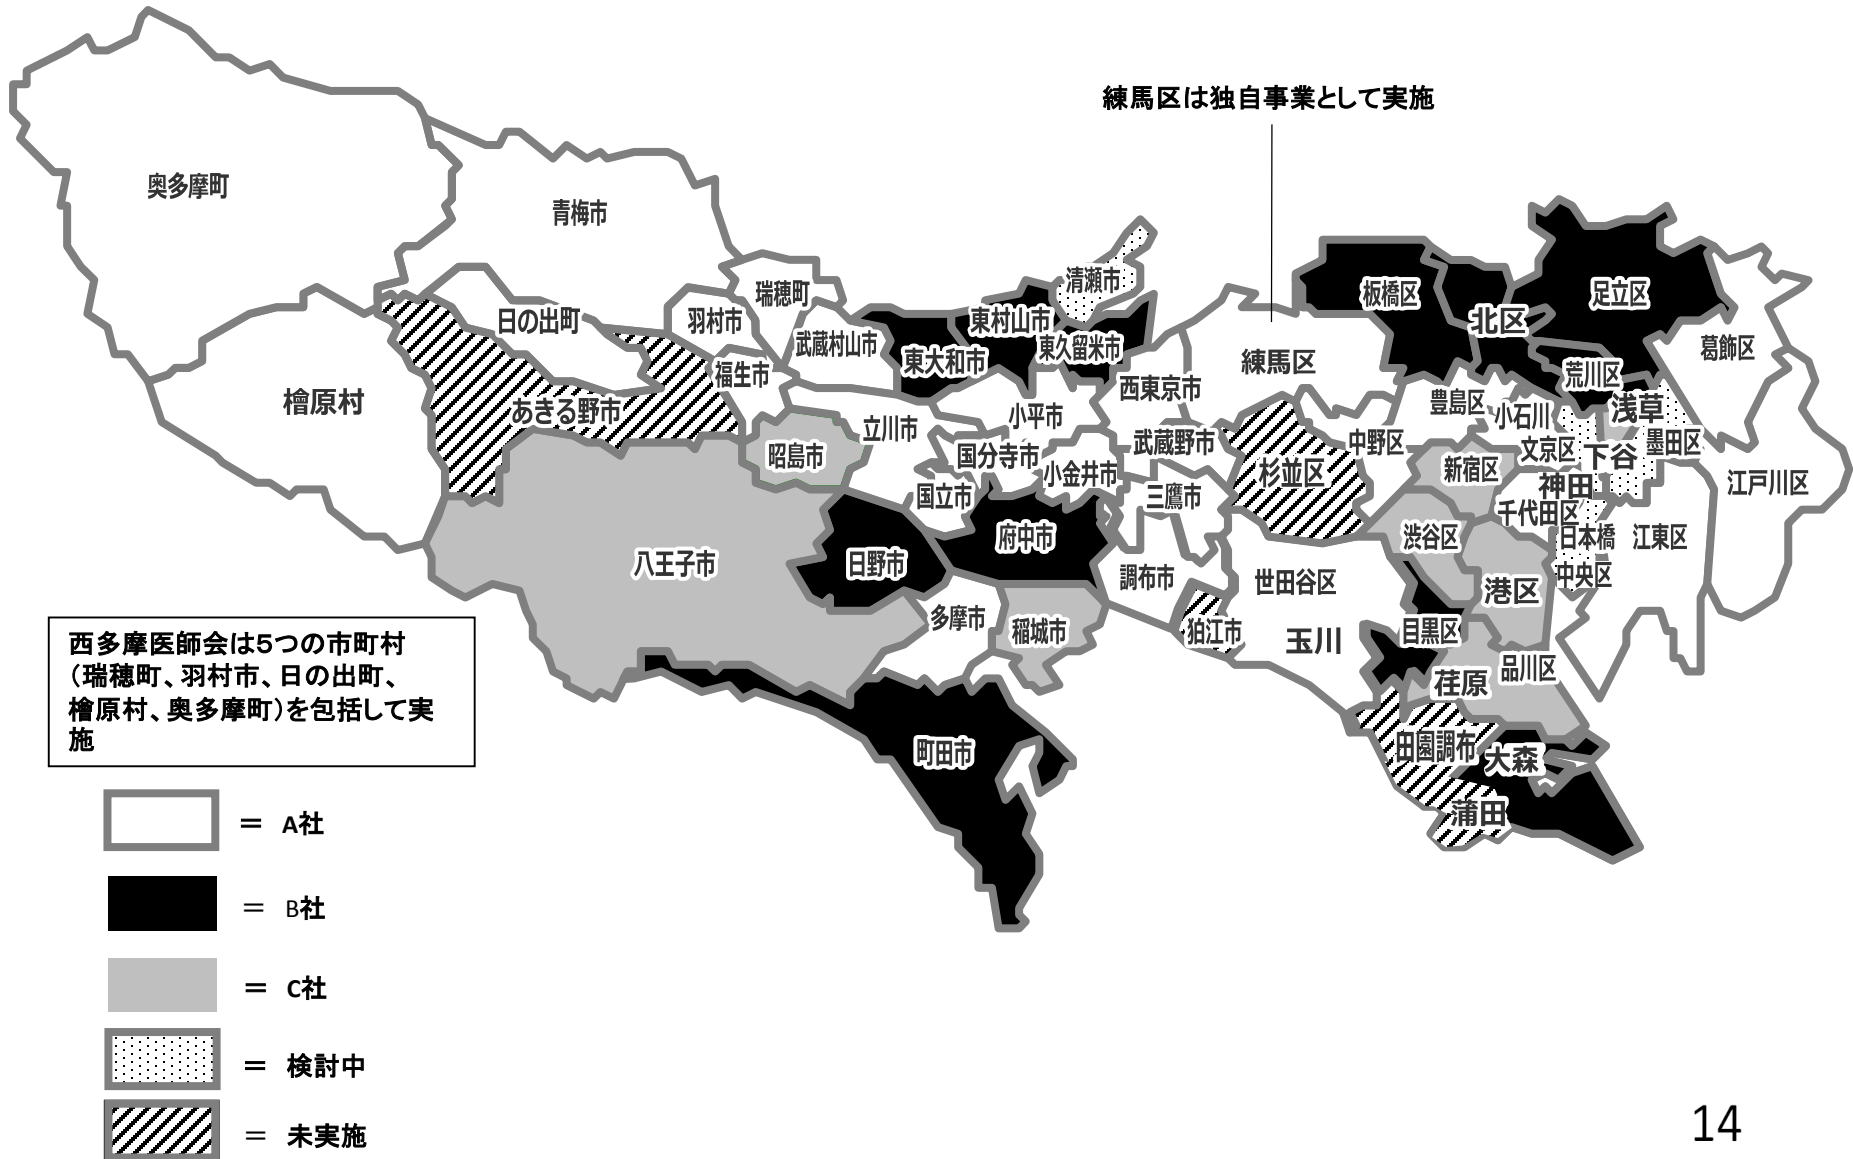 練馬区は独自事業として実施
奥多摩町
青梅市
瑞穂町
清瀬市
板橋区
足立区
日の出町
羽村市
武蔵村山市
東村山市
東大和市
東久留米市
北区
練馬区
葛飾区
檜原村
あきる野市
福生市
西東京市
荒川区
豊島区
小石川
浅草
昭島市
立川市
小平市
国分寺市
小金井市
武蔵野市
中野区
杉並区
新宿区
文京区
下谷
墨田区
江戸川区
国立市
三鷹市
神田
千代田区
八王子市
日野市
府中市
渋谷区
日本橋
江東区
調布市
世田谷区
港区
中央区
多摩市
稲城市
狛江市
玉川
目黒区
荏原
品川区
町田市
田園調布
大森
蒲田
西多摩医師会は5つの市町村
（瑞穂町、羽村市、日の出町、
檜原村、奥多摩町）を包括して実
施
＝ A社
＝ B社
＝ C社
＝ 検討中
＝ 未実施
14